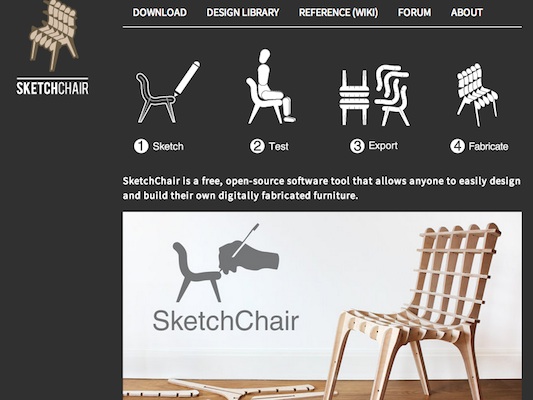 DOWNLOAD DESIGN LIBRARY REFERENCE (WIKI) FORUM ABOUT
SKETCHCHAIR
1 Sketch 2 Test 3 Export 4 Fabricate
SketchChair is a free, open-source software tool that allows anyone to easily design
and build their own digitally fabricated furniture.
SketchChair